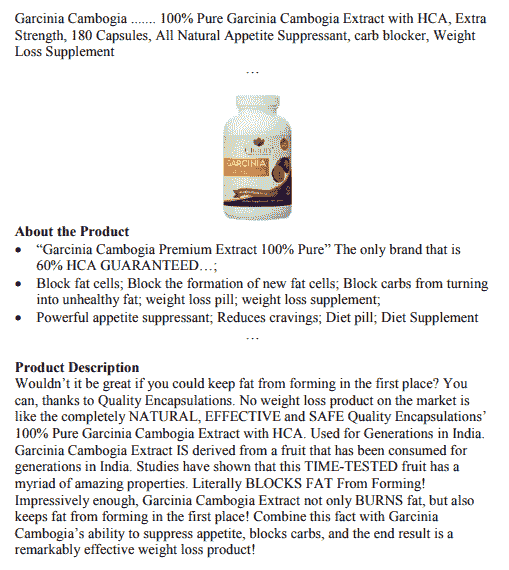 Garcinia Cambogia ....... 100% Pure Garcinia Cambogia Extract with HCA, Extra
Strength, 180 Capsules, All Natural Appetite Suppressant, carb blocker, Weight
Loss Supplement
…
GARCINIA
About the Product
• “Garcinia Cambogia Premium Extract 100% Pure” The only brand that is
60% HCA GUARANTEED…;
• Block fat cells; Block the formation of new fat cells; Block carbs from turning
into unhealthy fat; weight loss pill; weight loss supplement;
• Powerful appetite suppressant; Reduces cravings; Diet pill; Diet Supplement
…
Product Description
Wouldn’t it be great if you could keep fat from forming in the first place? You
can, thanks to Quality Encapsulations. No weight loss product on the market is
like the completely NATURAL, EFFECTIVE and SAFE Quality Encapsulations’
100% Pure Garcinia Cambogia Extract with HCA. Used for Generations in India.
Garcinia Cambogia Extract IS derived from a fruit that has been consumed for
generations in India. Studies have shown that this TIME-TESTED fruit has a
myriad of amazing properties. Literally BLOCKS FAT From Forming!
Impressively enough, Garcinia Cambogia Extract not only BURNS fat, but also
keeps fat from forming in the first place! Combine this fact with Garcinia
Cambogia’s ability to suppress appetite, blocks carbs, and the end result is a
remarkably effective weight loss product!